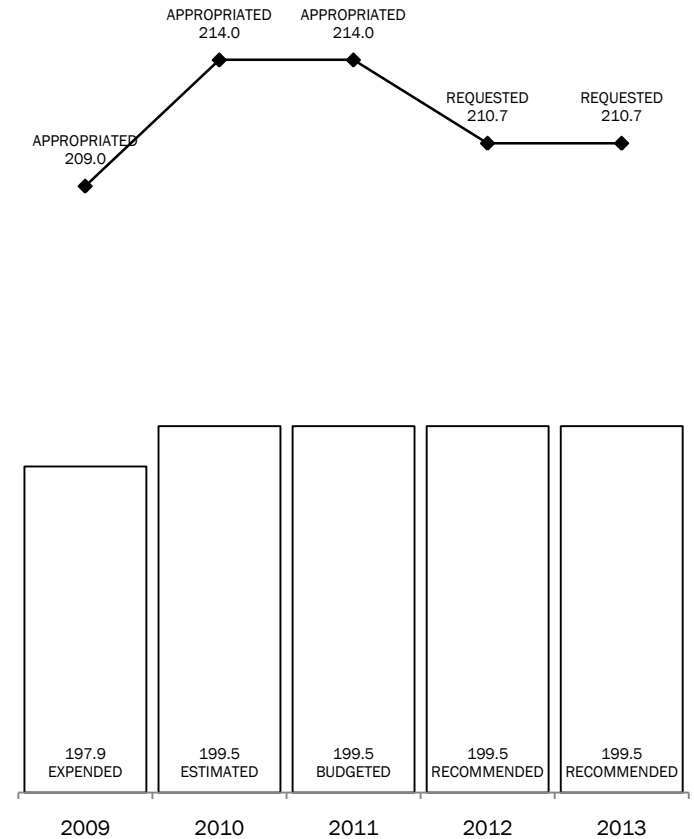 APPROPRIATED
214.0
APPROPRIATED
214.0
REQUESTED
210.7
REQUESTED
210.7
APPROPRIATED
209.0
197.9
EXPENDED
199.5
ESTIMATED
199.5
BUDGETED
199.5
RECOMMENDED
199.5
RECOMMENDED
2009
2010
2011
2012
2013